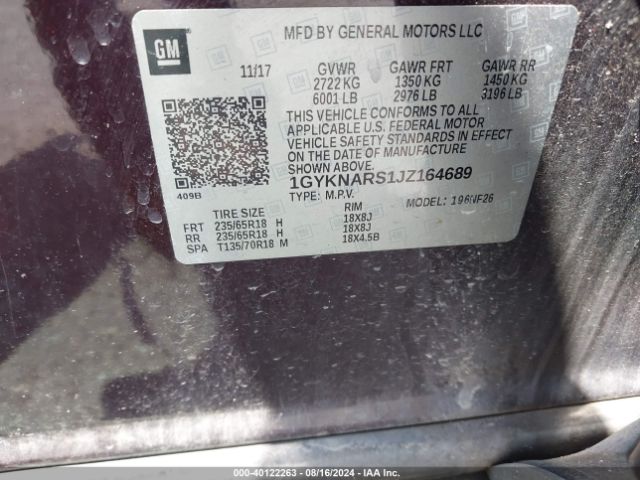 GM
MFD BY GENERAL MOTORS LLC
11/17 GVWR GAWR FRT GAWR RR
2722 KG 1350 KG 1450 KG
6001 LB 2976 LB 3196 LB
THIS VEHICLE CONFORMS TO ALL
APPLICABLE U.S. FEDERAL MOTOR
VEHICLE SAFETY STANDARDS IN EFFECT
ON THE DATE OF MANUFACTURE
SHOWN ABOVE.
1GYKNARS1JZ164689
409B
TYPE: M.P.V. MODEL: 196NF26
TIRE SIZE RIM
FRT 235/65R18 H 18X8J
RR 235/65R18 H 18X8J
SPA T135/70R18 M 18X4.5B
000-40122263 - 08/16/2024 - IAA Inc.